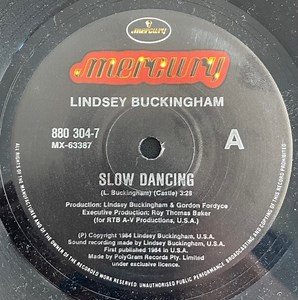 mercury
mercury
LINDSEY BUCKINGHAM
880 304-7
MX-63387
A
SLOW DANCING
(L. Buckingham) (Castle) 3:28
Production: Lindsey Buckingham & Gordon Fordyce
Executive Production: Roy Thomas Baker
(for RTB A-V Productions, U.S.A.)
(P) Copyright 1984 Lindsey Buckingham, U.S.A.
Sound recording made by Lindsey Buckingham, U.S.A.
First Published 1984 in U.S.A.
Made by PolyGram Records Pty. Limited
under exclusive licence.
ALL RIGHTS OF THE MANUFACTURER AND OF THE OWNER OF THE RECORDED WORK RESERVED. UNAUTHORISED PUBLIC PERFORMANCE, BROADCASTING AND COPYING OF THIS RECORD PROHIBITED